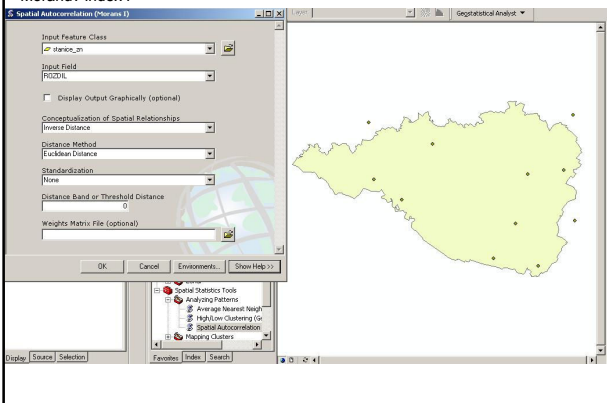 Moranův index I
Spatial Autocorrelation (Morans I)
Input Feature Class
stanice_zn
Input Field
ROZDIL
Display Output Graphically (optional)
Conceptualization of Spatial Relationships
Inverse Distance
Distance Method
Euclidean Distance
Standardization
None
Distance Band or Threshold Distance
0
Weights Matrix File (optional)
OK
Cancel
Environments...
Show Help >>
Layer:
Geostatistical Analyst
Spatial Statistics Tools
Analyzing Patterns
Average Nearest Neigh
High/Low Clustering (Ge
Spatial Autocorrelation
Mapping Clusters
Display
Source
Selection
Favorites
Index
Search